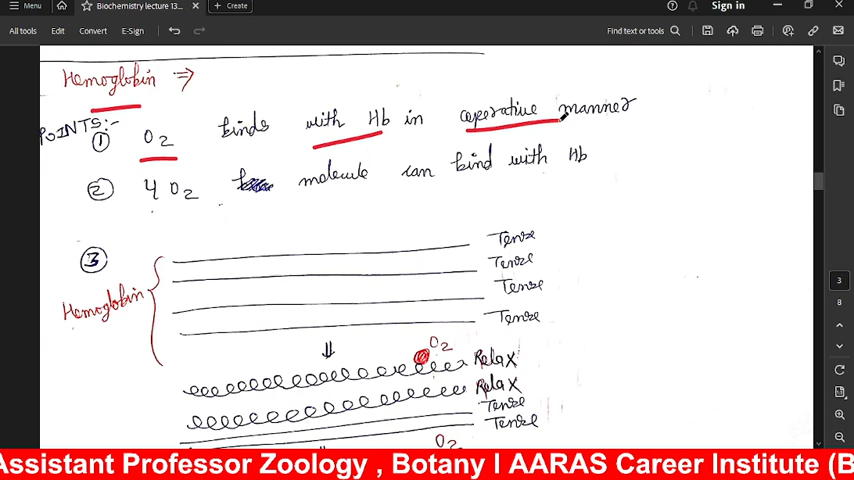 Menu
Biochemistry lecture 13...
Create
Sign in
All tools
Edit
Convert
E-Sign
Find text or tools
Hemoglobin ⇒
POINTS:-
① O2 binds with Hb in coperative manner
② 4 O2 molecule can bind with Hb
③
Hemoglobin
Tense
Tense
Tense
Tense
⇓
O2
Relax
Relax
Tense
Tense
O2
3
8
Assistant Professor Zoology , Botany I AARAS Career Institute (B